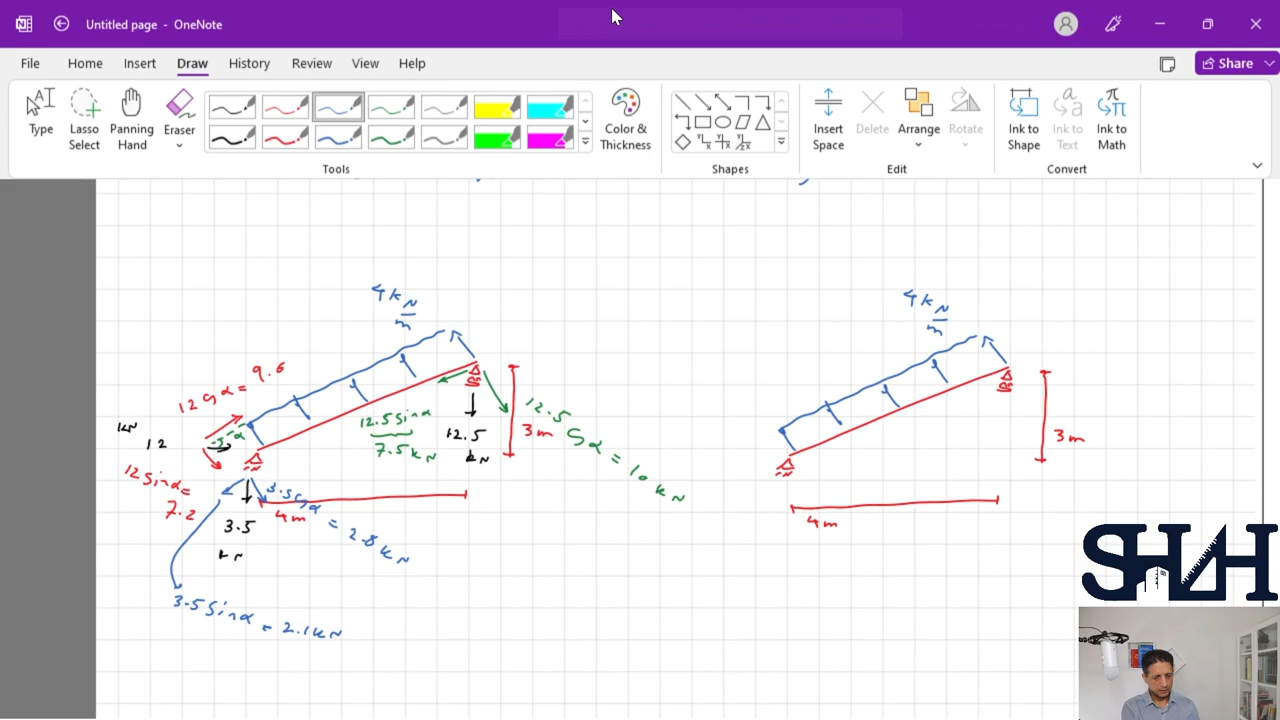 Untitled page - OneNote
File Home Insert Draw History Review View Help
Share
Type
Lasso Select
Panning Hand
Eraser
Color & Thickness
Insert Space
Delete
Arrange
Rotate
Ink to Shape
Ink to Text
Ink to Math
Tools
Shapes
Edit
Convert
4 kN/m
12 cos α = 9.6
12.5 sin α
7.5 kN
12.5
kN
3 m
12.5 cos α = 10 kN
kN
12
12 sin α =
7.2
3.5 cos α = 2.8 kN
4 m
3.5
kN
3.5 sin α = 2.1 kN
4 kN/m
3 m
4 m
SHLH